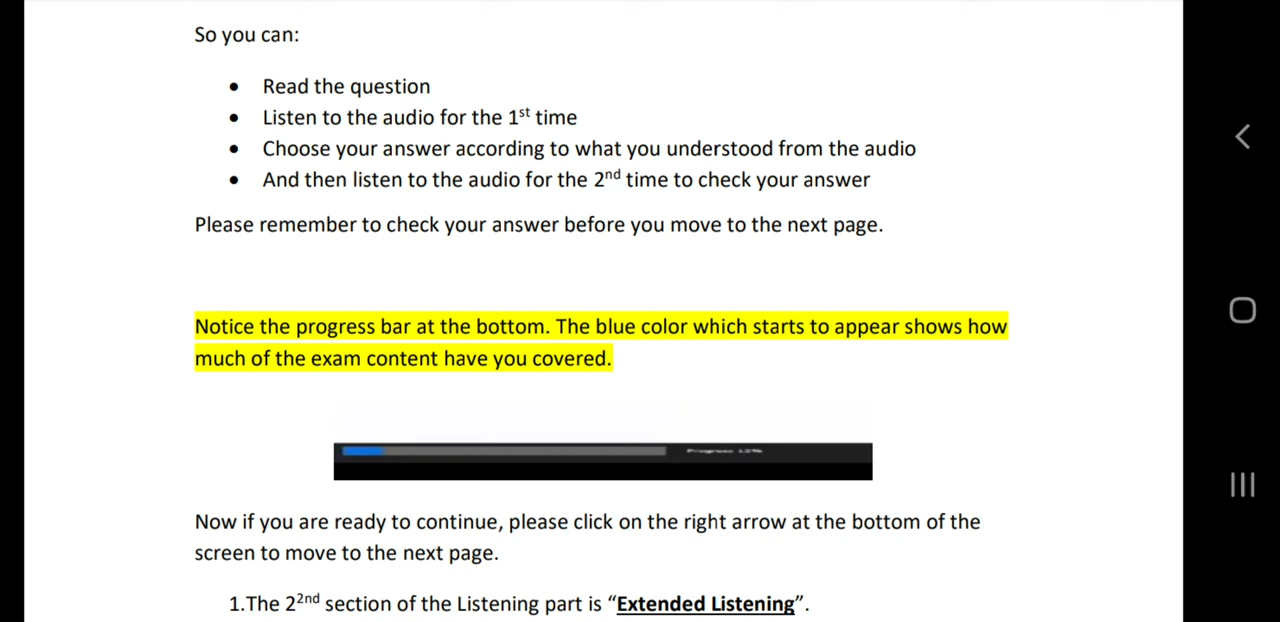 So you can:
• Read the question
• Listen to the audio for the 1st time
• Choose your answer according to what you understood from the audio
• And then listen to the audio for the 2nd time to check your answer
Please remember to check your answer before you move to the next page.
Notice the progress bar at the bottom. The blue color which starts to appear shows how
much of the exam content have you covered.
Progress: 12%
Now if you are ready to continue, please click on the right arrow at the bottom of the
screen to move to the next page.
1.The 22nd section of the Listening part is “Extended Listening”.